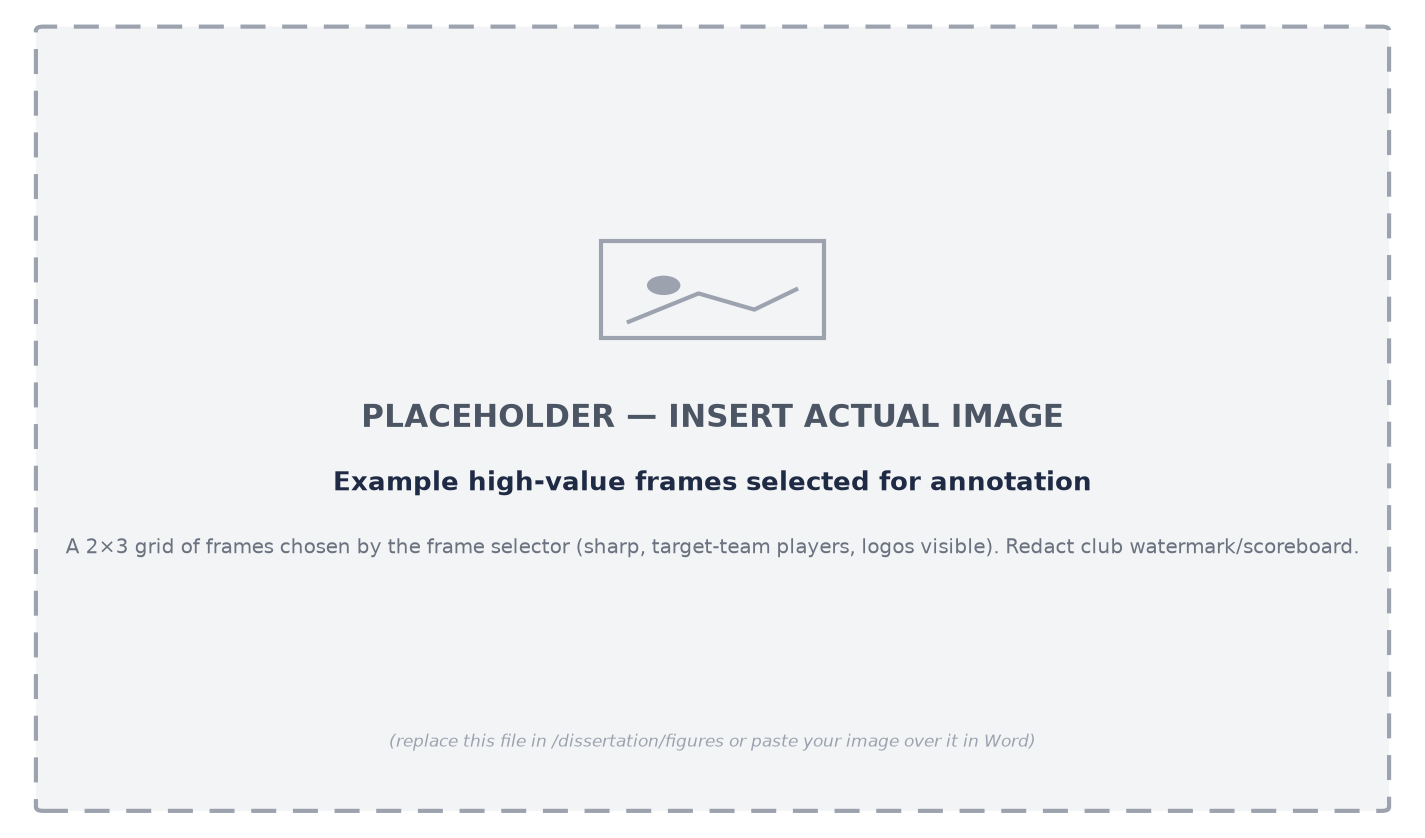 PLACEHOLDER — INSERT ACTUAL IMAGE
Example high-value frames selected for annotation
A 2×3 grid of frames chosen by the frame selector (sharp, target-team players, logos visible). Redact club watermark/scoreboard.
(replace this file in /dissertation/figures or paste your image over it in Word)